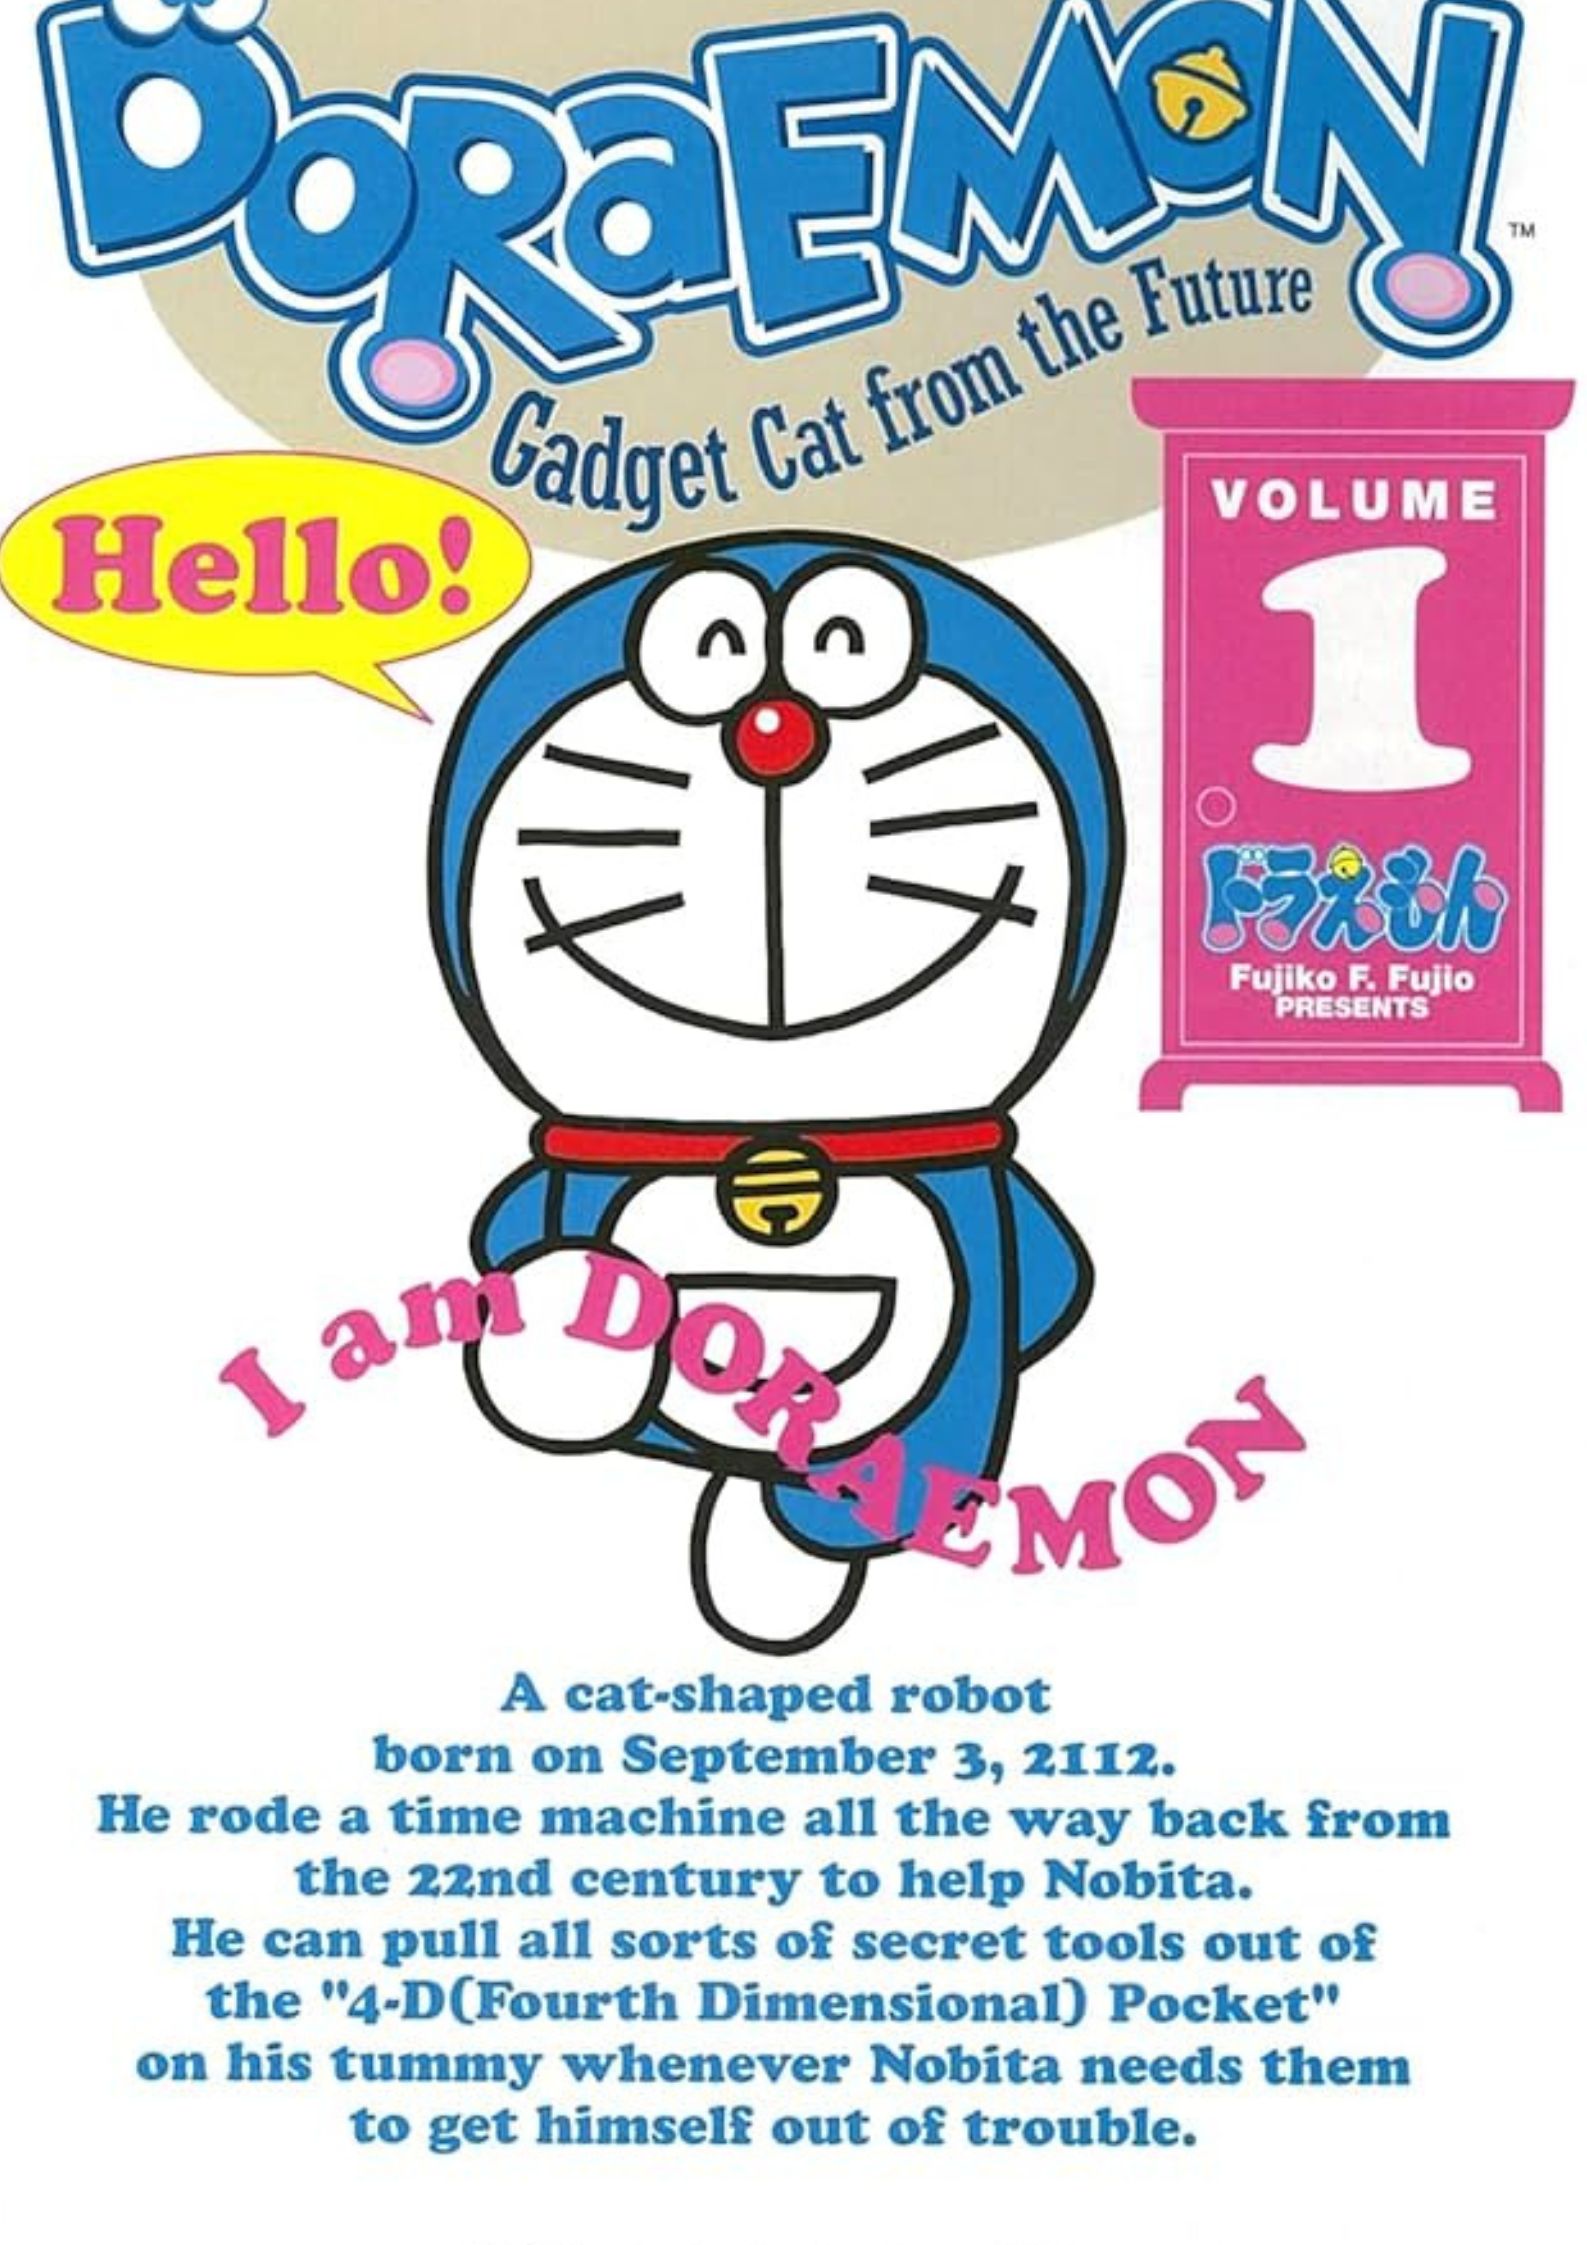 DORAEMON
TM
Gadget Cat from the Future
Hello!
VOLUME
1
ドラえもん
Fujiko F. Fujio
PRESENTS
I am DORAEMON
A cat-shaped robot
born on September 3, 2112.
He rode a time machine all the way back from
the 22nd century to help Nobita.
He can pull all sorts of secret tools out of
the "4-D(Fourth Dimensional) Pocket"
on his tummy whenever Nobita needs them
to get himself out of trouble.